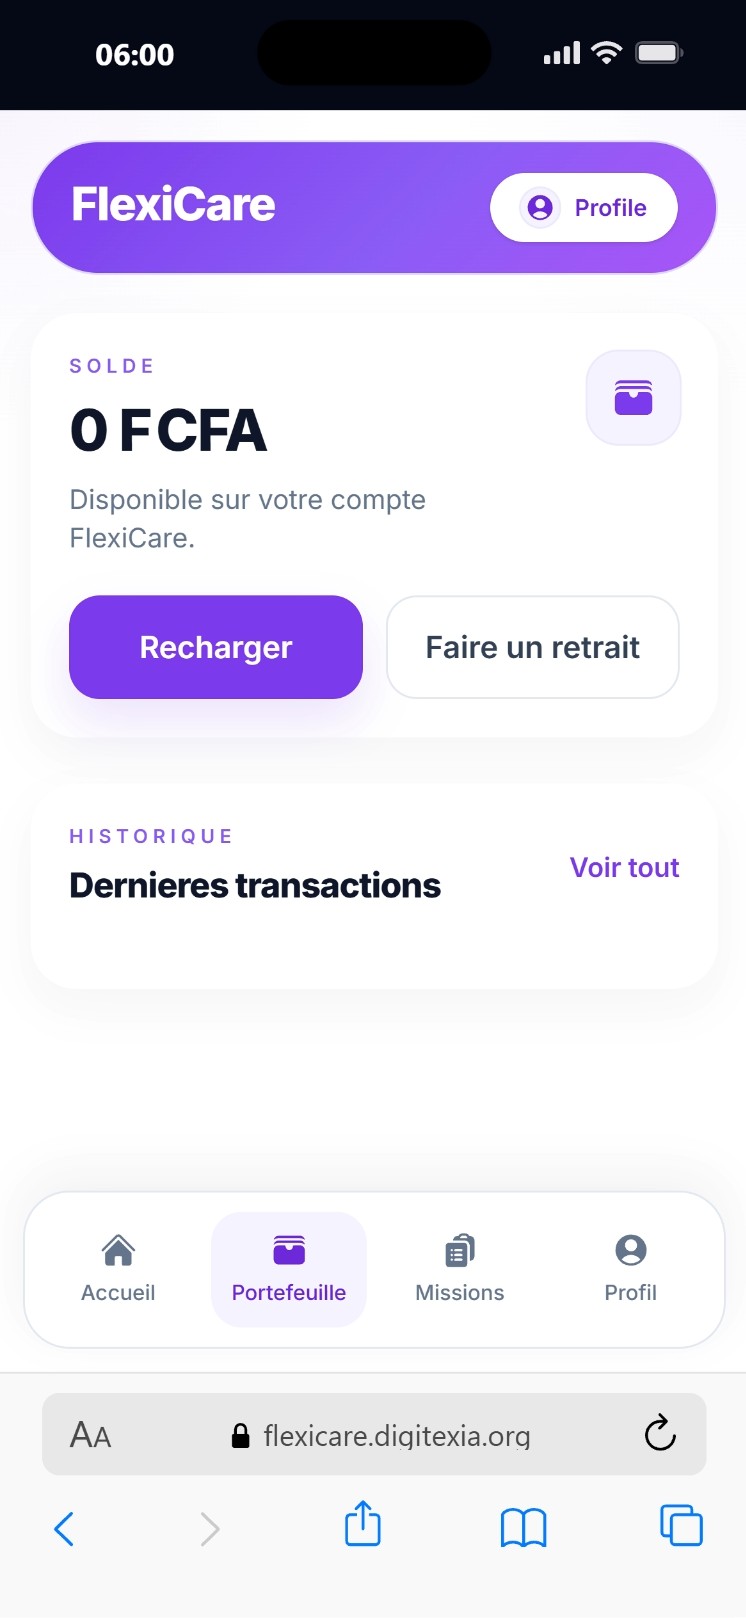 06:00
FlexiCare
Profile
SOLDE
0 F CFA
Disponible sur votre compte
FlexiCare.
Recharger
Faire un retrait
HISTORIQUE
Voir tout
Dernieres transactions
Accueil
Portefeuille
Missions
Profil
AA
flexicare.digitexia.org